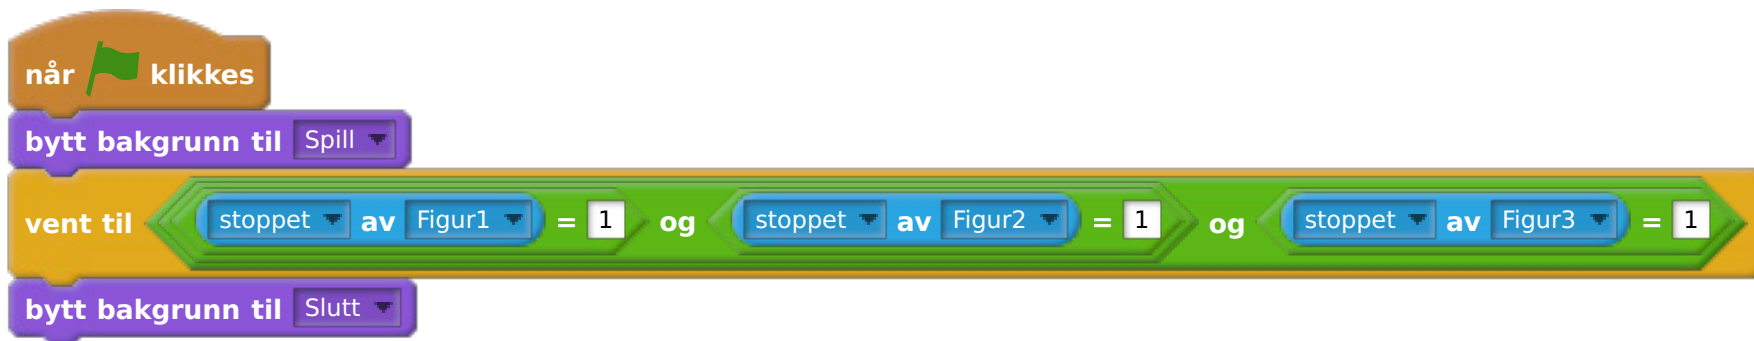 når klikkes
bytt bakgrunn til Spill
vent til stoppet av Figur1 = 1 og stoppet av Figur2 = 1 og stoppet av Figur3 = 1
bytt bakgrunn til Slutt